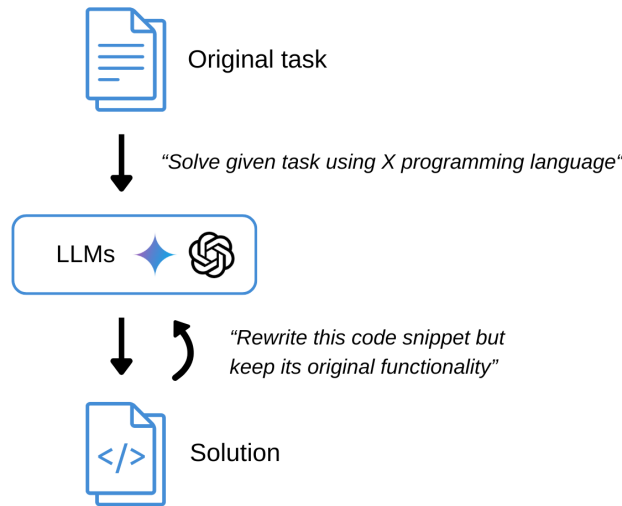 Original task
“Solve given task using X programming language“
LLMs
“Rewrite this code snippet but
keep its original functionality”
</>
Solution